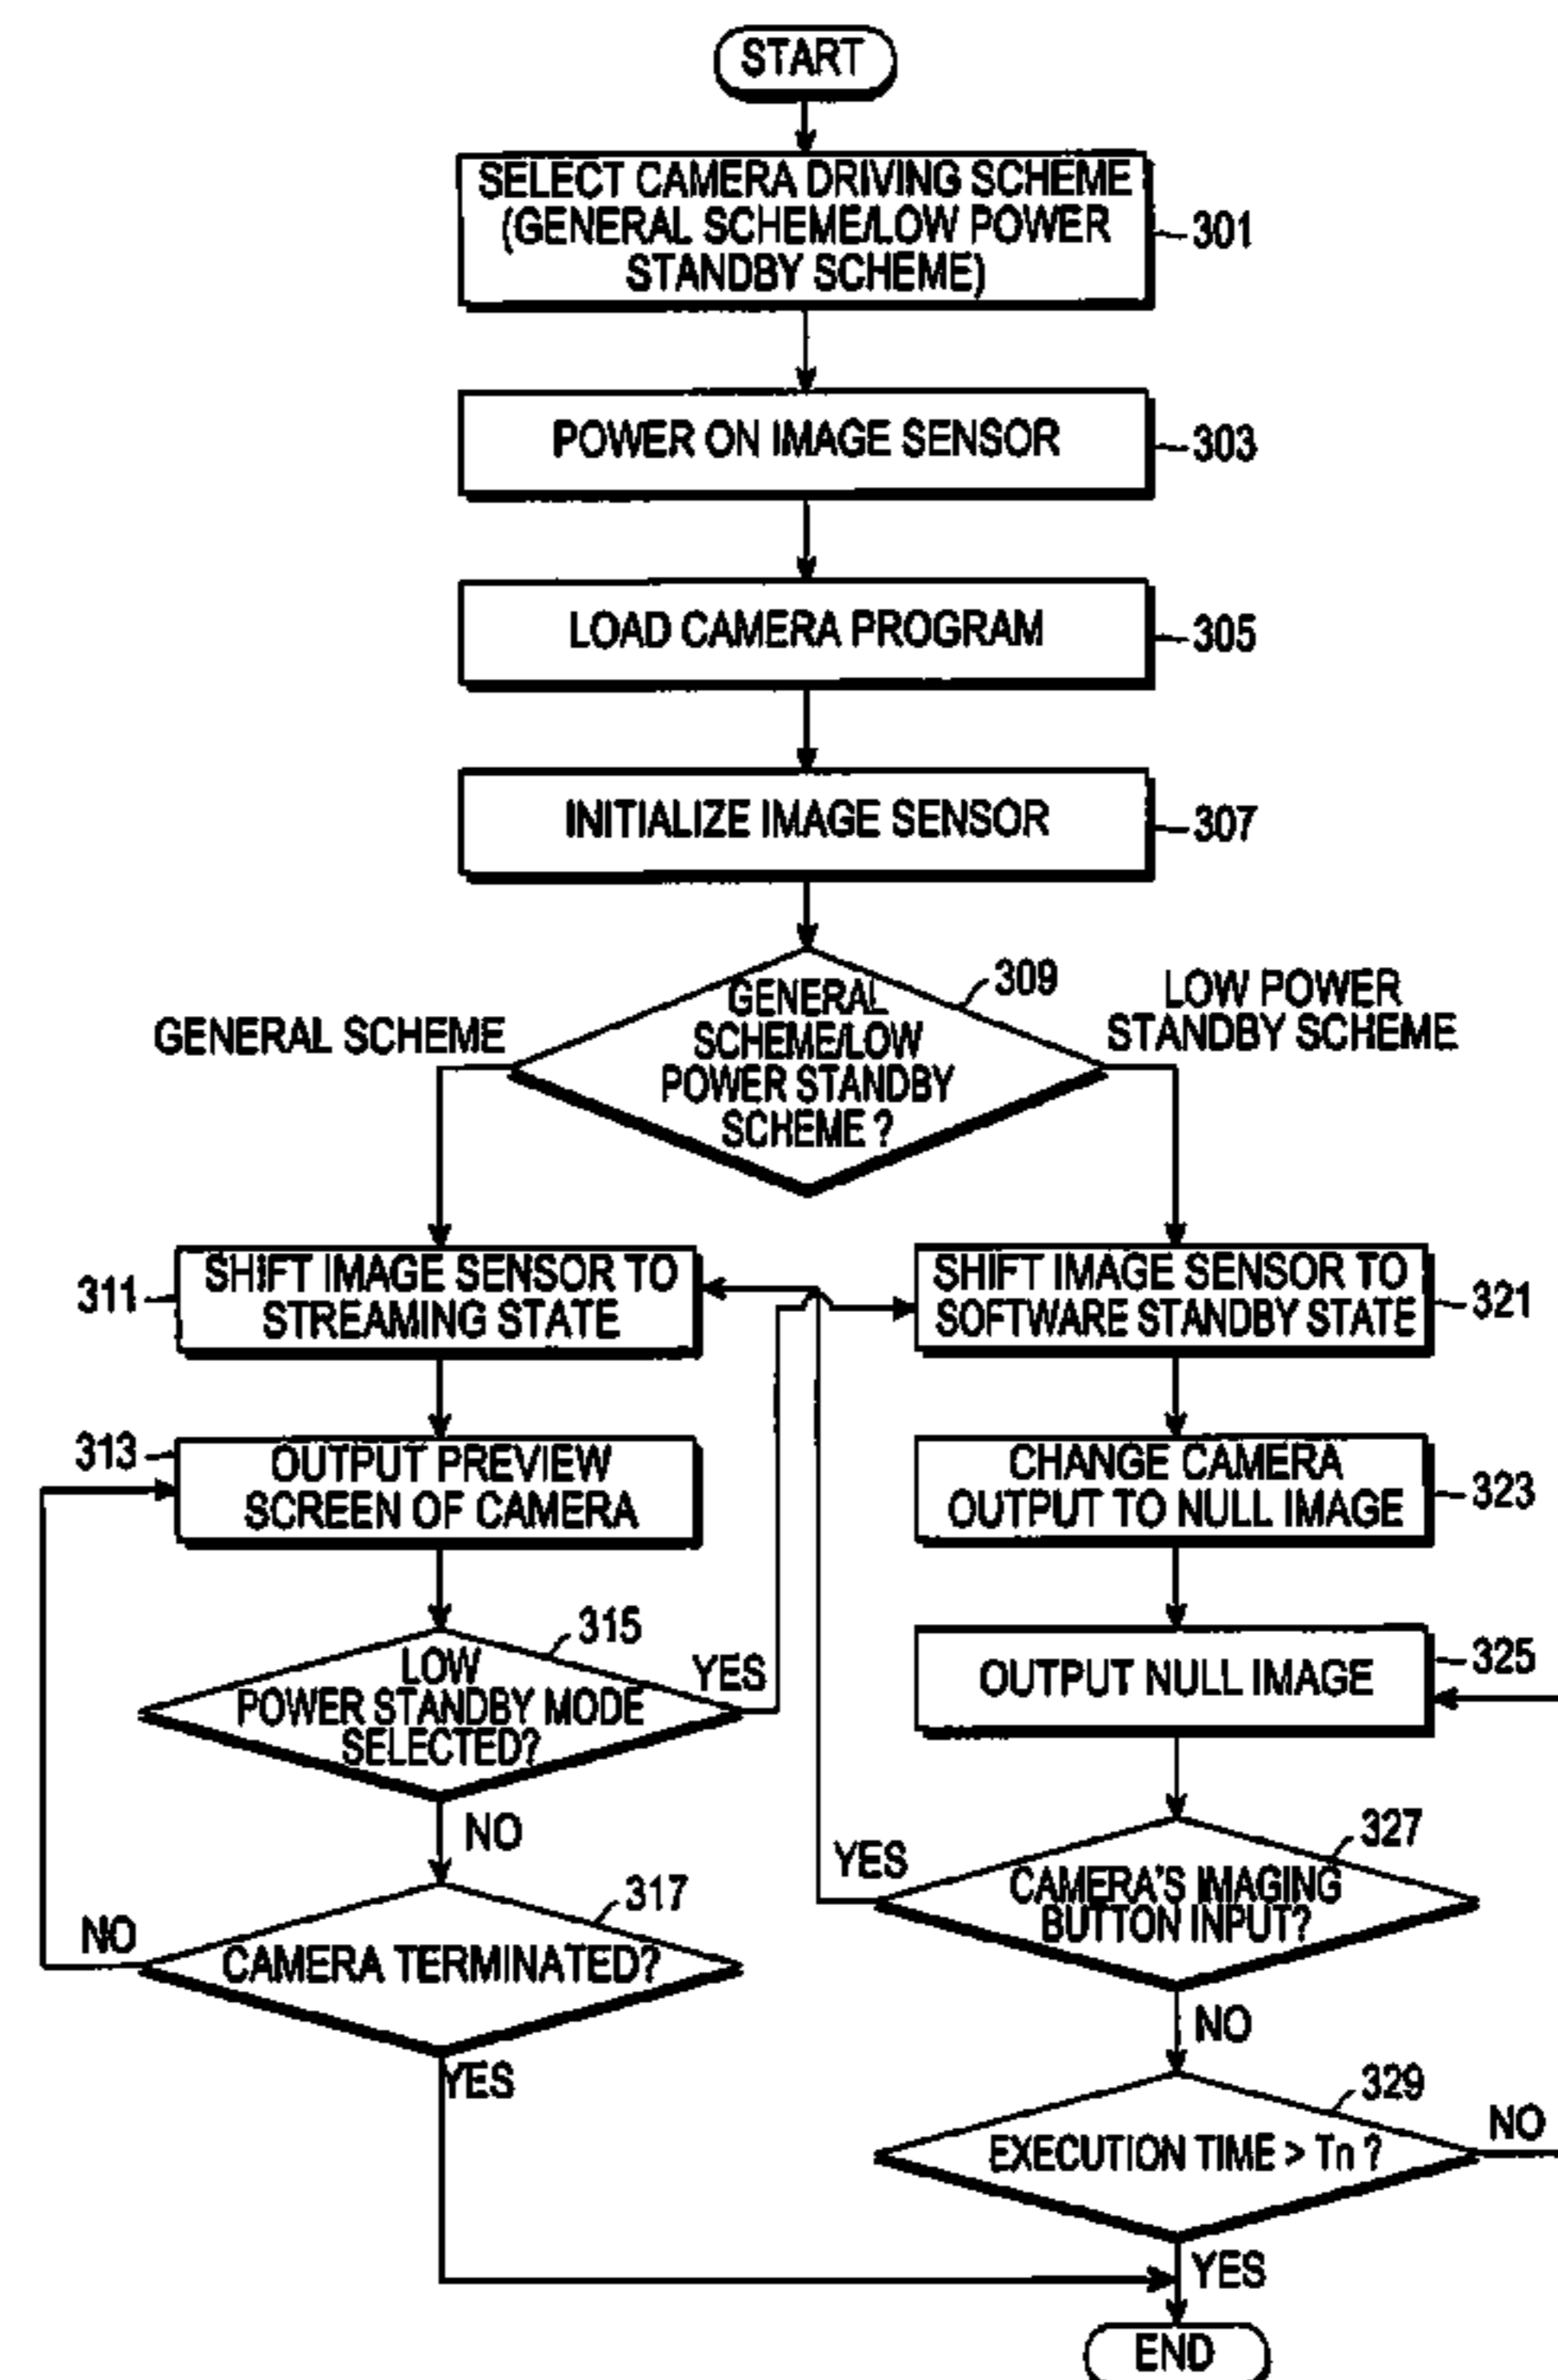 START
SELECT CAMERA DRIVING SCHEME
(GENERAL SCHEME/LOW POWER
STANDBY SCHEME)
301
POWER ON IMAGE SENSOR
303
LOAD CAMERA PROGRAM
305
INITIALIZE IMAGE SENSOR
307
309
GENERAL
SCHEME/LOW
POWER STANDBY
SCHEME ?
GENERAL SCHEME
LOW POWER
STANDBY SCHEME
311
SHIFT IMAGE SENSOR TO
STREAMING STATE
SHIFT IMAGE SENSOR TO
SOFTWARE STANDBY STATE
321
313
OUTPUT PREVIEW
SCREEN OF CAMERA
CHANGE CAMERA
OUTPUT TO NULL IMAGE
323
315
LOW
POWER STANDBY MODE
SELECTED?
YES
NO
OUTPUT NULL IMAGE
325
317
CAMERA TERMINATED?
NO
YES
327
CAMERA'S IMAGING
BUTTON INPUT?
YES
NO
329
EXECUTION TIME > Tn ?
NO
YES
END